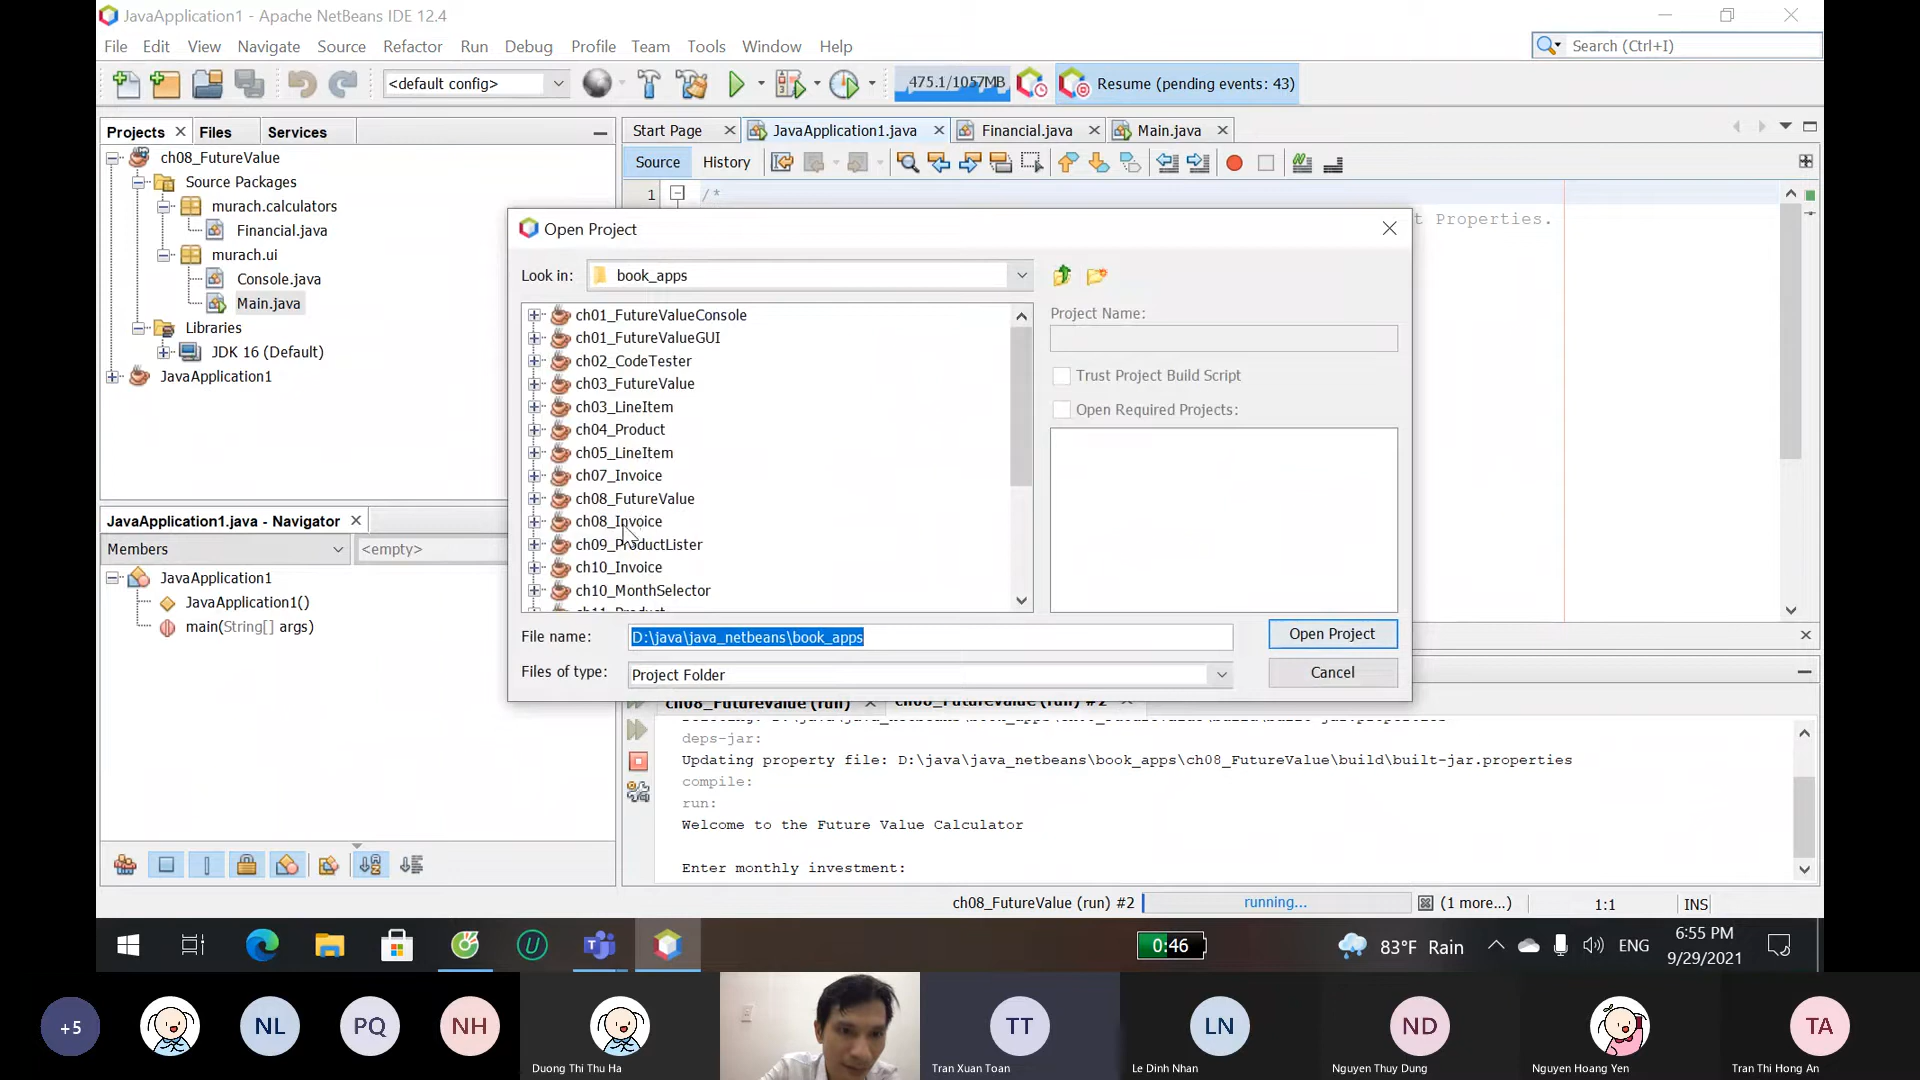 JavaApplication1 - Apache NetBeans IDE 12.4
File Edit View Navigate Source Refactor Run Debug Profile Team Tools Window Help
Search (Ctrl+I)
<default config>
475.1/1057MB
Resume (pending events: 43)
Projects Files Services
Start Page JavaApplication1.java Financial.java Main.java
Source History
ch08_FutureValue
Source Packages
murach.calculators
Financial.java
murach.ui
Console.java
Main.java
Libraries
JDK 16 (Default)
JavaApplication1
1 /*
t Properties.
Open Project
Look in: book_apps
ch01_FutureValueConsole
ch01_FutureValueGUI
ch02_CodeTester
ch03_FutureValue
ch03_LineItem
ch04_Product
ch05_LineItem
ch07_Invoice
ch08_FutureValue
ch08_Invoice
ch09_ProductLister
ch10_Invoice
ch10_MonthSelector
ch11_Product
Project Name:
Trust Project Build Script
Open Required Projects:
File name: D:\java\java_netbeans\book_apps
Open Project
Files of type: Project Folder
Cancel
JavaApplication1.java - Navigator
Members <empty>
JavaApplication1
JavaApplication1()
main(String[] args)
ch08_FutureValue (run) ch08_FutureValue (run) #2
deps-jar:
Updating property file: D:\java\java_netbeans\book_apps\ch08_FutureValue\build\built-jar.properties
compile:
run:
Welcome to the Future Value Calculator
Enter monthly investment:
ch08_FutureValue (run) #2 running... (1 more...) 1:1 INS
0:46
83°F Rain
ENG
6:55 PM
9/29/2021
+5 NL PQ NH TT LN ND TA
Duong Thi Thu Ha
Tran Xuan Toan
Le Dinh Nhan
Nguyen Thuy Dung
Nguyen Hoang Yen
Tran Thi Hong An